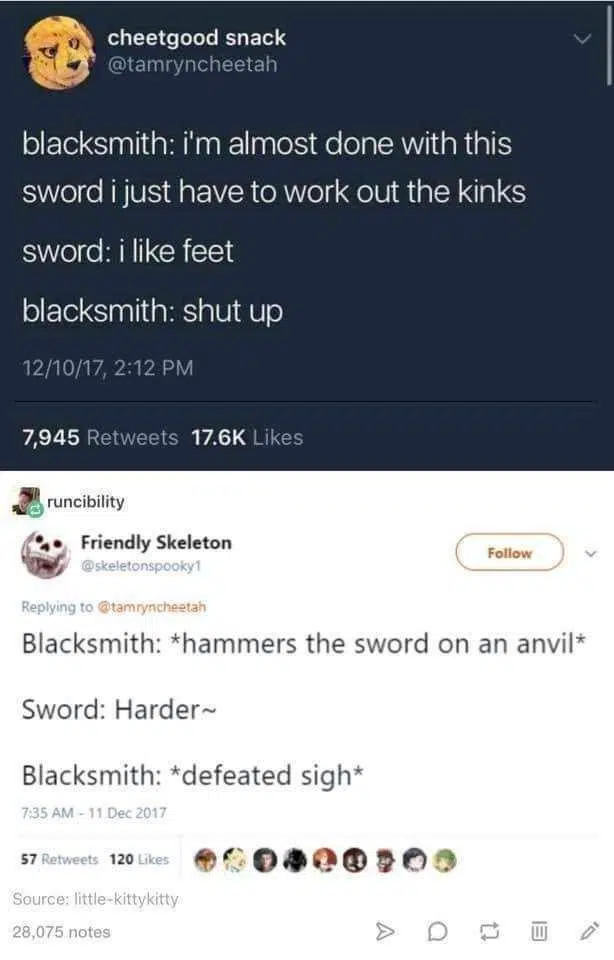 cheetgood snack
@tamryncheetah
blacksmith: i'm almost done with this
sword i just have to work out the kinks
sword: i like feet
blacksmith: shut up
12/10/17, 2:12 PM
7,945 Retweets 17.6K Likes
runcibility
Friendly Skeleton
@skeletonspooky1
Follow
Replying to @tamryncheetah
Blacksmith: *hammers the sword on an anvil*
Sword: Harder~
Blacksmith: *defeated sigh*
7:35 AM - 11 Dec 2017
57 Retweets 120 Likes
Source: little-kittykitty
28,075 notes